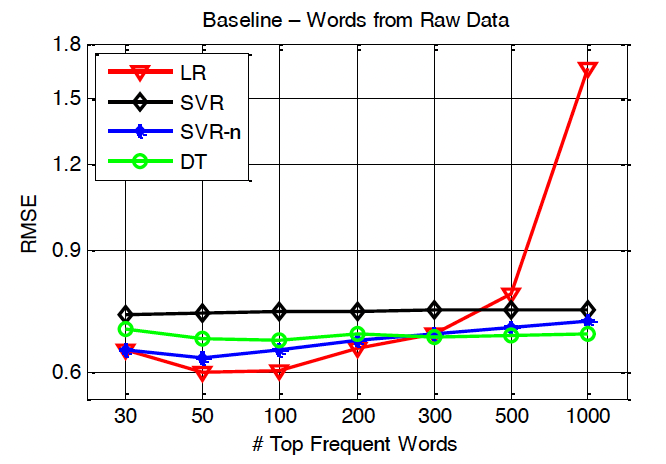 Baseline – Words from Raw Data
1.8
1.5
1.2
0.9
0.6
RMSE
LR
SVR
SVR-n
DT
30 50 100 200 300 500 1000
# Top Frequent Words